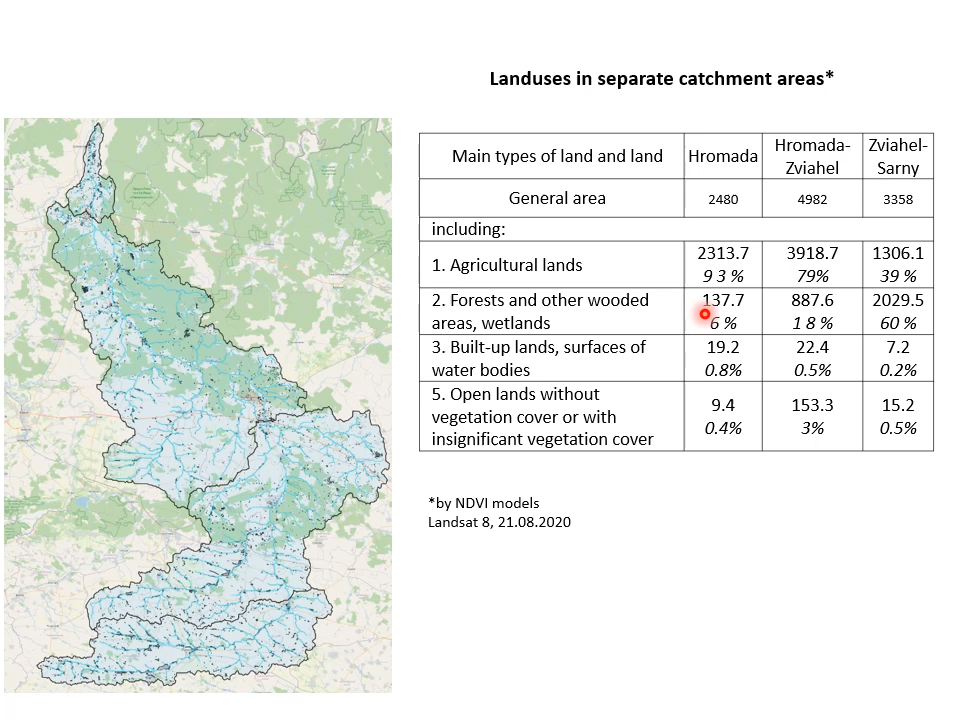 Landuses in separate catchment areas*
Main types of land and land
Hromada
Hromada-
Zviahel
Zviahel-
Sarny
General area
2480
4982
3358
including:
1. Agricultural lands
2313.7
9 3 %
3918.7
79%
1306.1
39 %
2. Forests and other wooded
areas, wetlands
137.7
6 %
887.6
1 8 %
2029.5
60 %
3. Built-up lands, surfaces of
water bodies
19.2
0.8%
22.4
0.5%
7.2
0.2%
5. Open lands without
vegetation cover or with
insignificant vegetation cover
9.4
0.4%
153.3
3%
15.2
0.5%
*by NDVI models
Landsat 8, 21.08.2020